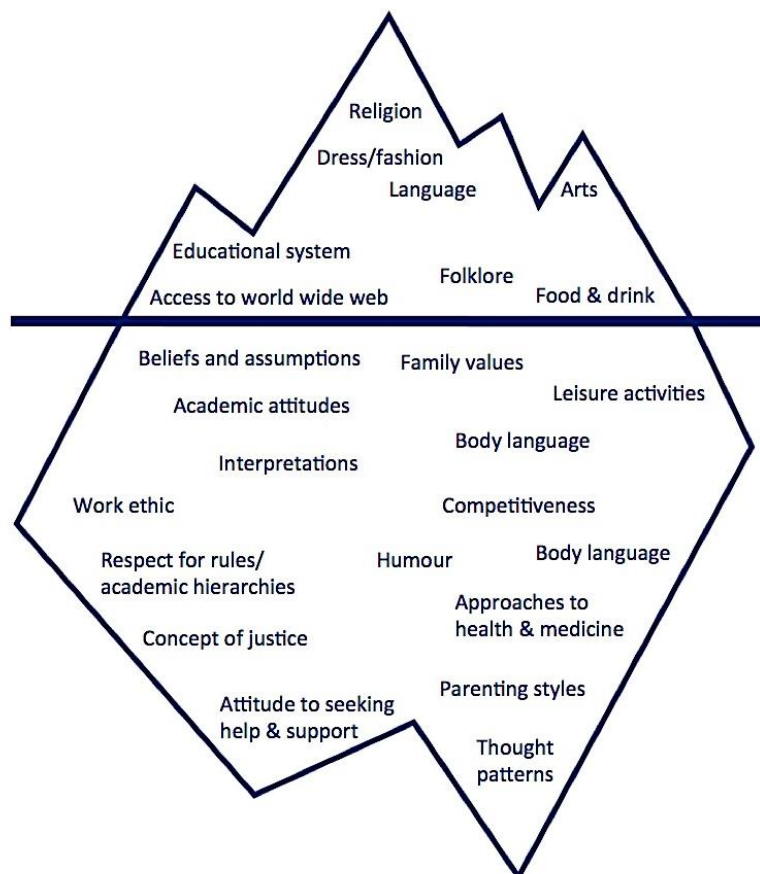 Religion
Dress/fashion
Language
Arts
Educational system
Folklore
Access to world wide web
Food & drink
Beliefs and assumptions
Family values
Leisure activities
Academic attitudes
Body language
Interpretations
Work ethic
Competitiveness
Respect for rules/
academic hierarchies
Humour
Body language
Approaches to
health & medicine
Concept of justice
Parenting styles
Attitude to seeking
help & support
Thought
patterns